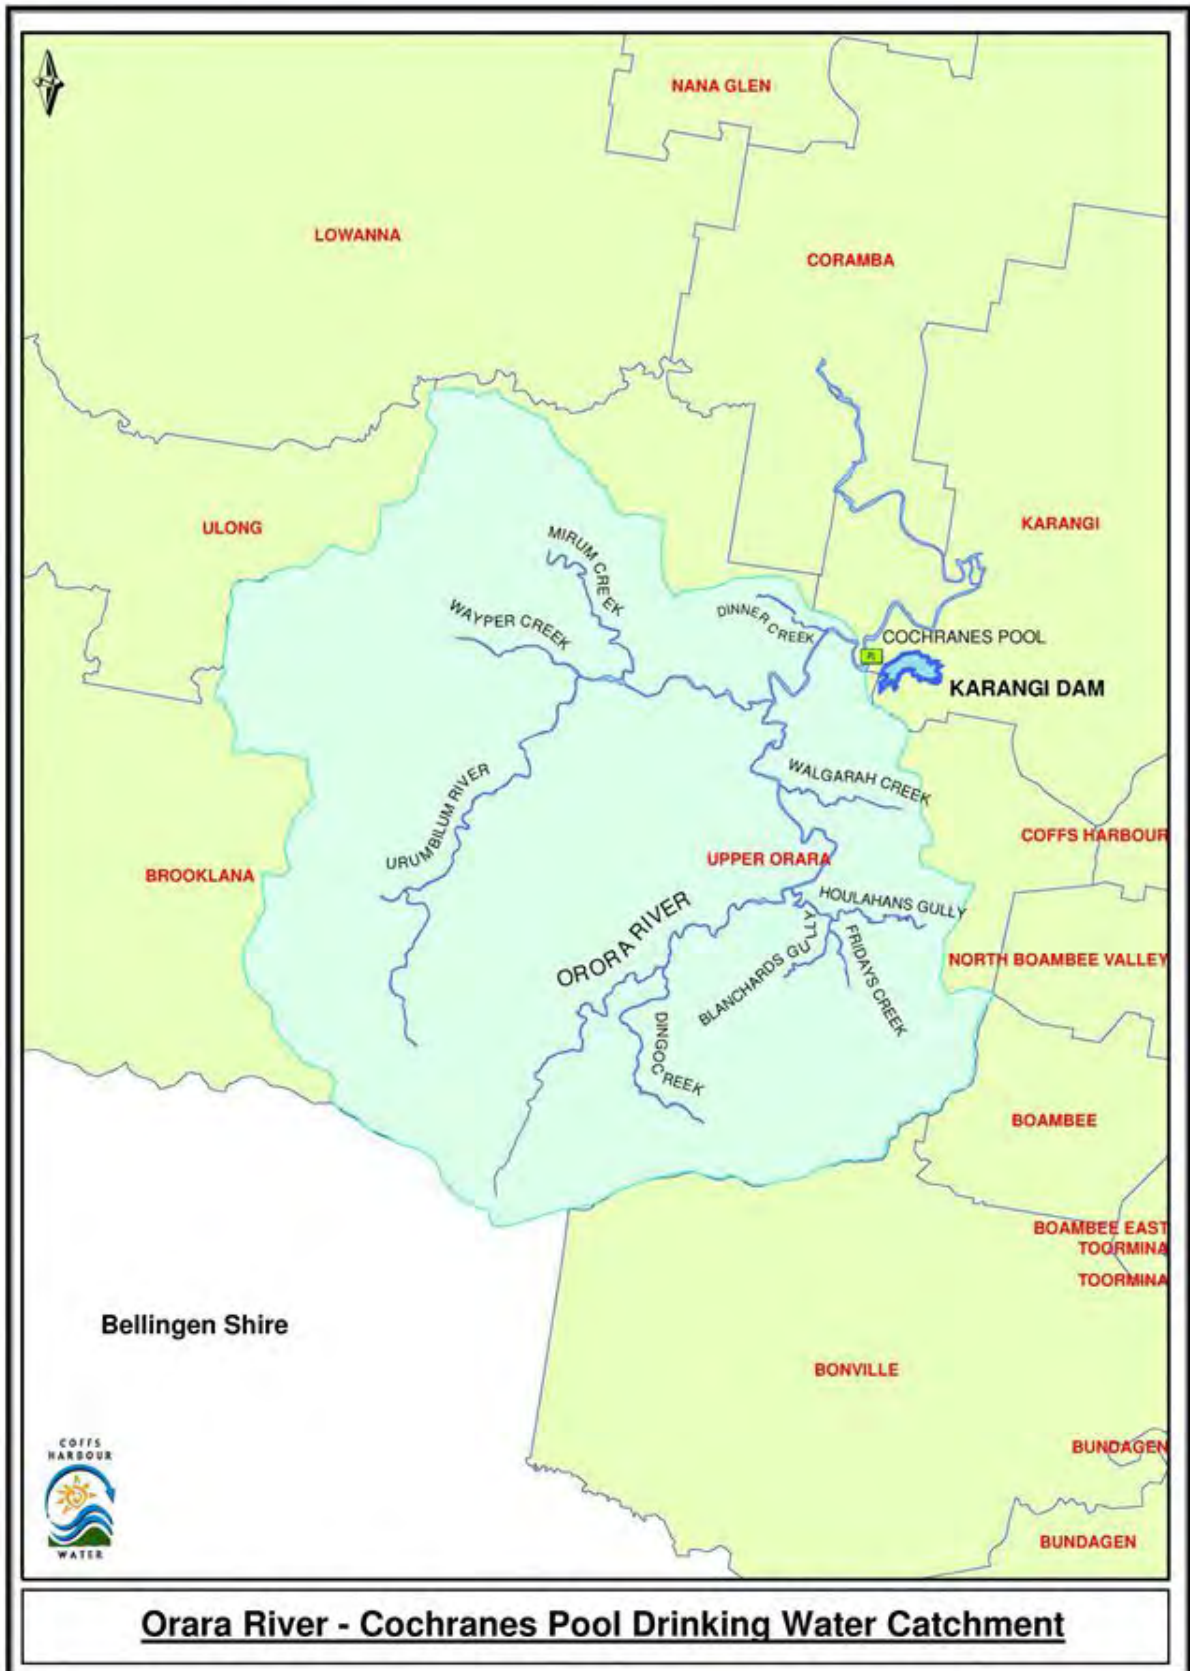 NANA GLEN
LOWANNA
CORAMBA
ULONG
KARANGI
MIRUM CREEK
WAYPER CREEK
DINNER CREEK
COCHRANES POOL
KARANGI DAM
WALGARAH CREEK
URUMBILUM RIVER
COFFS HARBOUR
UPPER ORARA
BROOKLANA
HOULAHANS GULLY
ORORA RIVER
BLANCHARDS GULLY
FRIDAYS CREEK
NORTH BOAMBEE VALLEY
DINGO CREEK
BOAMBEE
BOAMBEE EAST
TOORMINA
TOORMINA
Bellingen Shire
BONVILLE
COFFS
HARBOUR
WATER
BUNDAGEN
BUNDAGEN
Orara River - Cochranes Pool Drinking Water Catchment